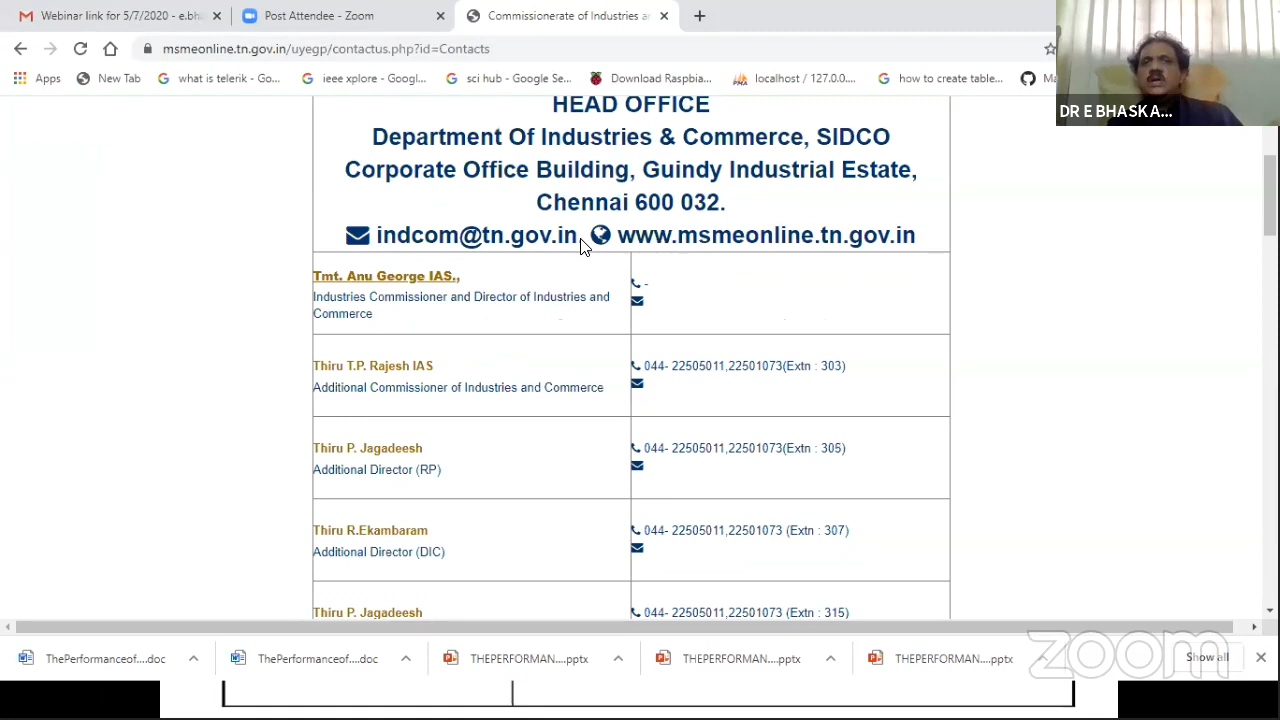 Webinar link for 5/7/2020 - e.bha
Post Attendee - Zoom
Commissionerate of Industries an
msmeonline.tn.gov.in/uyegp/contactus.php?id=Contacts
Apps
New Tab
what is telerik - Go...
ieee xplore - Googl...
sci hub - Google Se...
Download Raspbia...
localhost / 127.0.0....
how to create table...
DR E BHASK A...
HEAD OFFICE
Department Of Industries & Commerce, SIDCO
Corporate Office Building, Guindy Industrial Estate,
Chennai 600 032.
indcom@tn.gov.in www.msmeonline.tn.gov.in
Tmt. Anu George IAS.,
-
Industries Commissioner and Director of Industries and
Commerce
Thiru T.P. Rajesh IAS
044- 22505011,22501073(Extn : 303)
Additional Commissioner of Industries and Commerce
Thiru P. Jagadeesh
044- 22505011,22501073(Extn : 305)
Additional Director (RP)
Thiru R.Ekambaram
044- 22505011,22501073 (Extn : 307)
Additional Director (DIC)
Thiru P. Jagadeesh
044- 22505011,22501073 (Extn : 315)
zoom
ThePerformanceof....doc
ThePerformanceof....doc
THEPERFORMAN....pptx
THEPERFORMAN....pptx
THEPERFORMAN....pptx
Show all